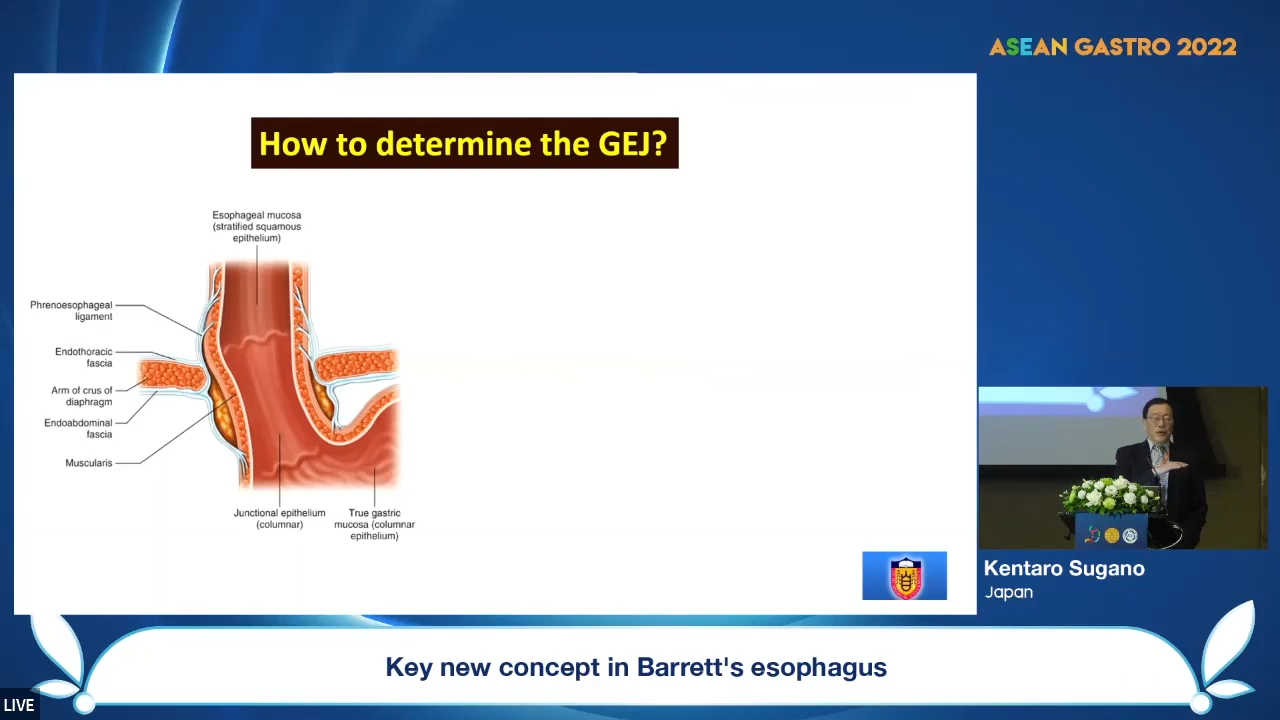 ASEAN GASTRO 2022
How to determine the GEJ?
Esophageal mucosa
(stratified squamous
epithelium)
Phrenoesophageal
ligament
Endothoracic
fascia
Arm of crus of
diaphragm
Endoabdominal
fascia
Muscularis
Junctional epithelium
(columnar)
True gastric
mucosa (columnar
epithelium)
Kentaro Sugano
Japan
Key new concept in Barrett's esophagus
LIVE